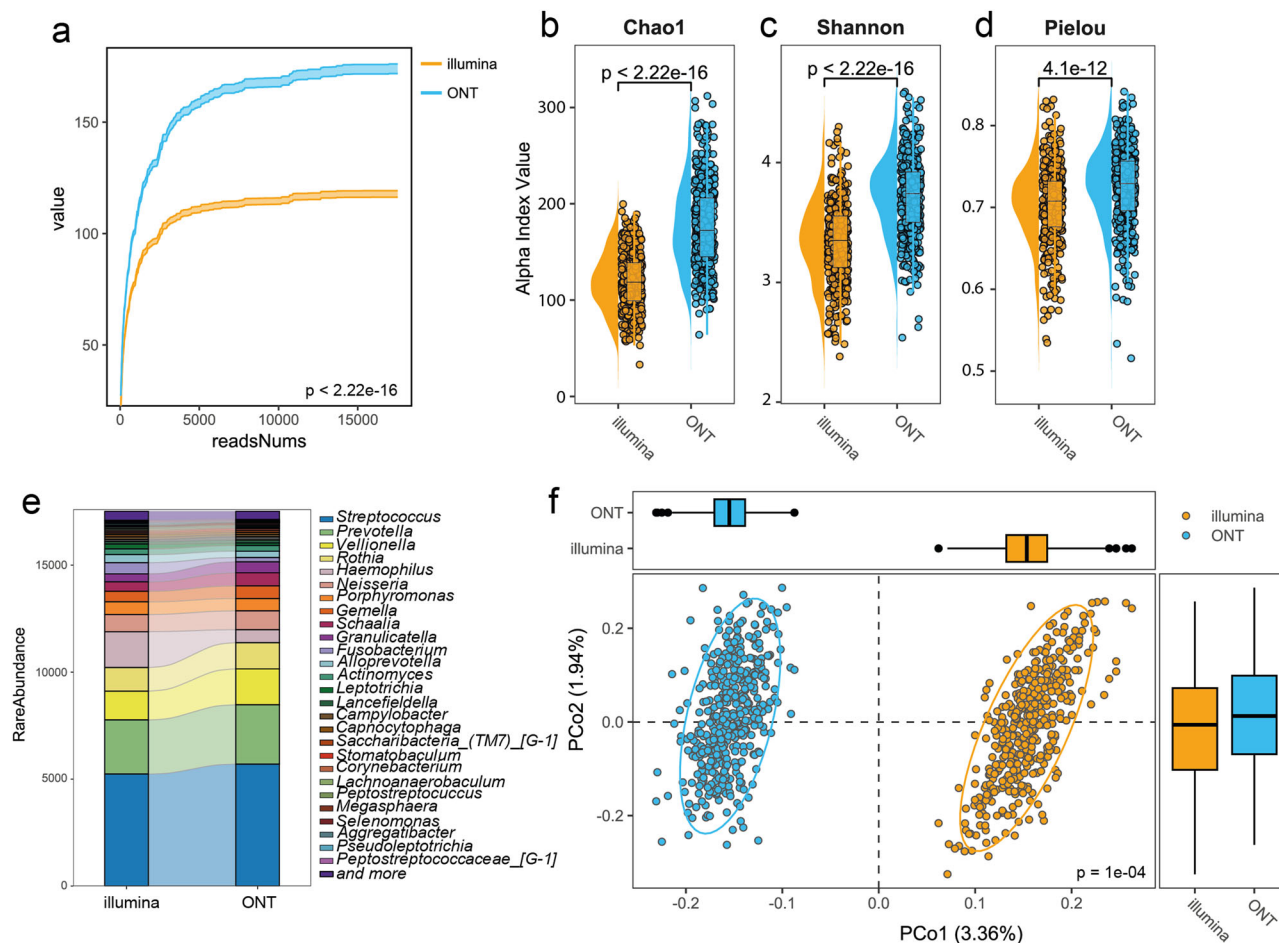 a
illumina
ONT
value
150
100
50
p < 2.22e-16
0
5000
10000
15000
readsNums
b
Chao1
p < 2.22e-16
Alpha Index Value
300
200
100
0
illumina
ONT
c
Shannon
p < 2.22e-16
4
3
2
illumina
ONT
d
Pielou
4.1e-12
0.8
0.7
0.6
0.5
illumina
ONT
e
RareAbundance
15000
10000
5000
0
illumina
ONT
Streptococcus
Prevotella
Vellionella
Rothia
Haemophilus
Neisseria
Porphyromonas
Gemella
Schaalia
Granulicatella
Fusobacterium
Alloprevotella
Actinomyces
Leptotrichia
Lancefieldella
Campylobacter
Capnocytophaga
Saccharibacteria_(TM7)_[G-1]
Stomatobaculum
Corynebacterium
Lachnoanaerobaculum
Peptostreptococcus
Megasphaera
Selenomonas
Aggregatibacter
Pseudoleptotrichia
Peptostreptococcaceae_[G-1]
and more
f
ONT
illumina
illumina
ONT
PCo2 (1.94%)
0.2
0.0
-0.2
p = 1e-04
-0.2
-0.1
0.0
0.1
0.2
PCo1 (3.36%)
illumina
ONT